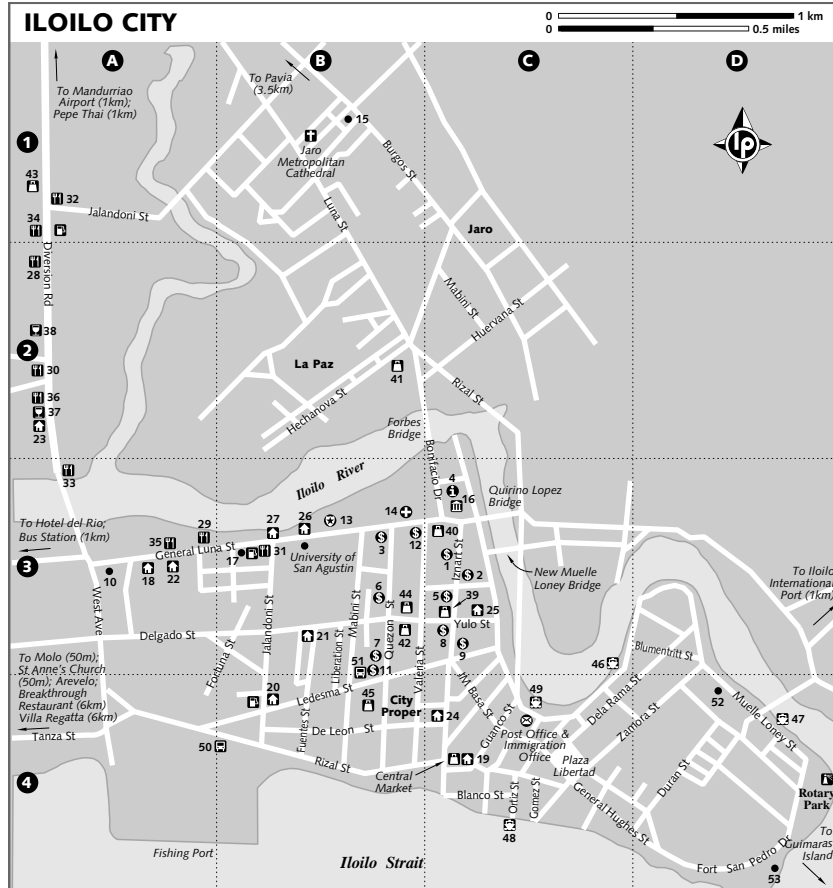 ILOILO CITY
0 1 km
0 0.5 miles
A
B
C
D
To Mandurriao
Airport (1km);
Pepe Thai (1km)
To Pavia
(3.5km)
15
lp
1
Jaro
Metropolitan
Cathedral
Burgos St
43
32
Jalandoni St
Luna St
34
Jaro
28
Diversion Rd
Mabini St
Huervana St
38
2
30
La Paz
41
36
37
23
Hechanova St
Rizal St
Forbes
Bridge
Bonifacio Dr
33
Iloilo River
4
16
Quirino Lopez
Bridge
To Hotel del Rio;
Bus Station (1km)
35
29
27
26
13
14
40
General Luna St
17
31
University of
San Agustin
3
12
1
Iznart St
2
New Muelle
Loney Bridge
To Iloilo
International
Port (1km)
3
10
18
22
West Ave
Jalandoni St
Mabini St
6
44
Quezon St
5
39
25
Yulo St
Delgado St
21
Liberation St
42
8
Valeria St
7
9
Blumentritt St
46
To Molo (50m);
St Anne's Church
(50m); Arevelo;
Breakthrough
Restaurant (6km)
Villa Regatta (6km)
Fortuna St
51
11
20
Ledesma St
45
City
Proper
JM Basa St
49
Dela Rama St
52
Muelle Loney St
47
Tanza St
Fuentes St
De Leon St
24
Guanco St
Post Office &
Immigration
Office
Zamora St
50
Rizal St
Central
Market
19
Plaza
Libertad
Duran St
4
Blanco St
Ortiz St
Gomez St
General Hughes St
Rotary
Park
48
Fishing Port
Iloilo Strait
Fort San Pedro Dr
53
To
Guimaras
Island